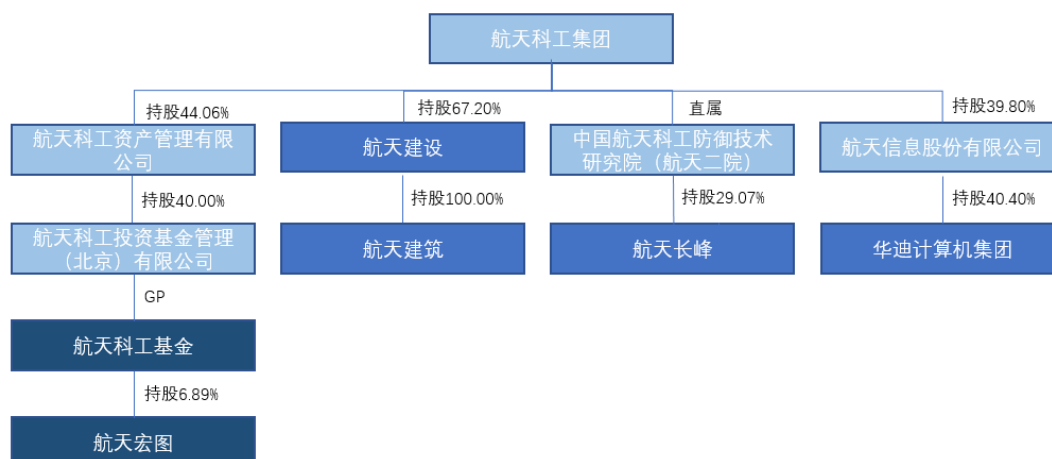 航天科工集团
持股44.06%
持股67.20%
直属
持股39.80%
航天科工资产管理有限
公司
航天建设
中国航天科工防御技术
研究院（航天二院）
航天信息股份有限公司
持股40.00%
持股100.00%
持股29.07%
持股40.40%
航天科工投资基金管理
（北京）有限公司
航天建筑
航天长峰
华迪计算机集团
GP
航天科工基金
持股6.89%
航天宏图